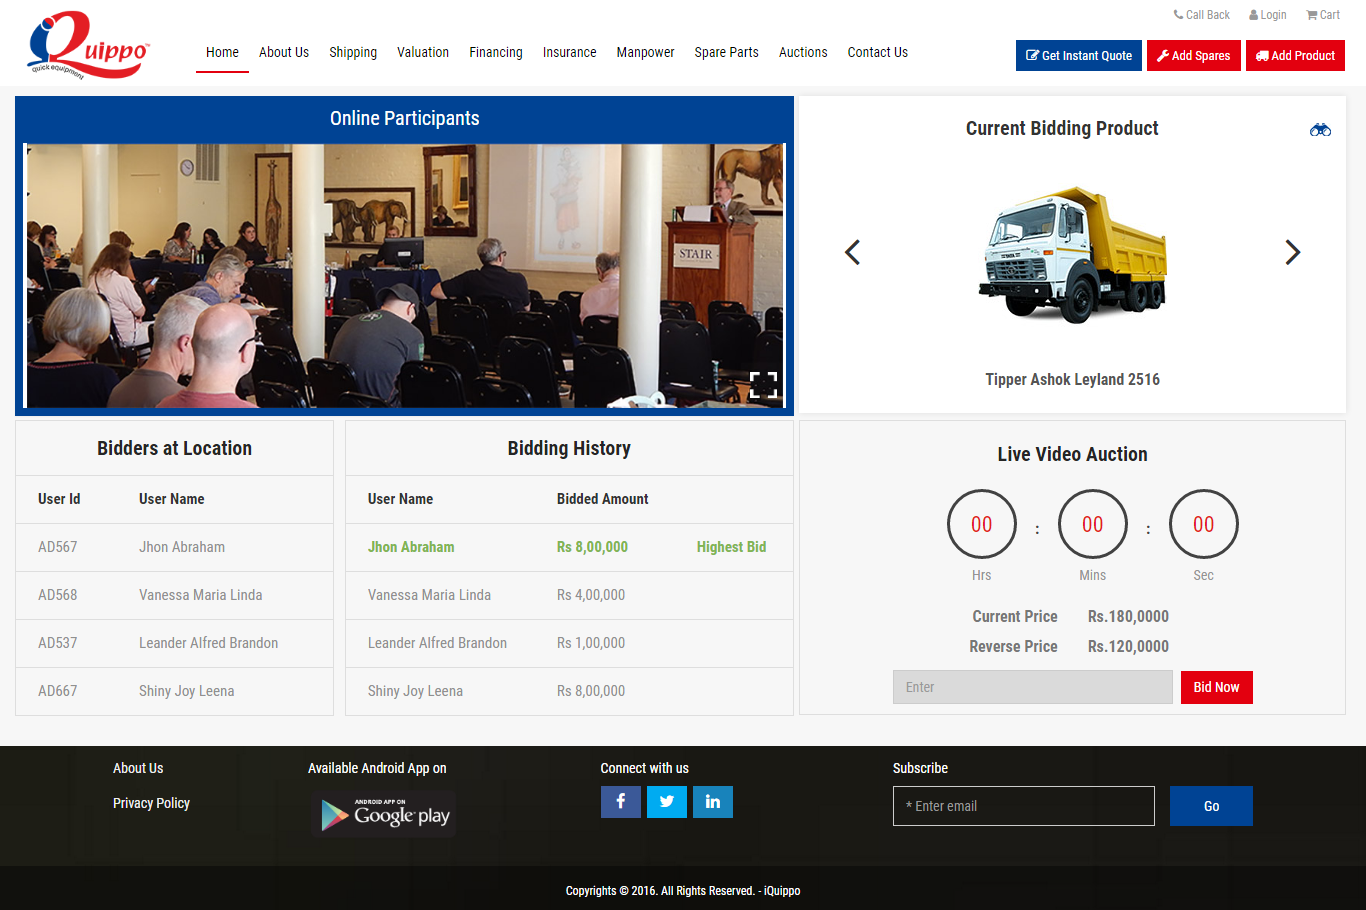 Call Back Login Cart
iQuippo™
quick equipment
Home About Us Shipping Valuation Financing Insurance Manpower Spare Parts Auctions Contact Us
Get Instant Quote Add Spares Add Product
Online Participants
STAIR
Current Bidding Product
Tipper Ashok Leyland 2516
Bidders at Location
User Id User Name
AD567 Jhon Abraham
AD568 Vanessa Maria Linda
AD537 Leander Alfred Brandon
AD667 Shiny Joy Leena
Bidding History
User Name Bidded Amount
Jhon Abraham Rs 8,00,000 Highest Bid
Vanessa Maria Linda Rs 4,00,000
Leander Alfred Brandon Rs 1,00,000
Shiny Joy Leena Rs 8,00,000
Live Video Auction
00 : 00 : 00
Hrs Mins Sec
Current Price Rs.180,0000
Reverse Price Rs.120,0000
Enter Bid Now
About Us
Privacy Policy
Available Android App on
ANDROID APP ON
Google play
Connect with us
Subscribe
* Enter email Go
Copyrights © 2016. All Rights Reserved. - iQuippo